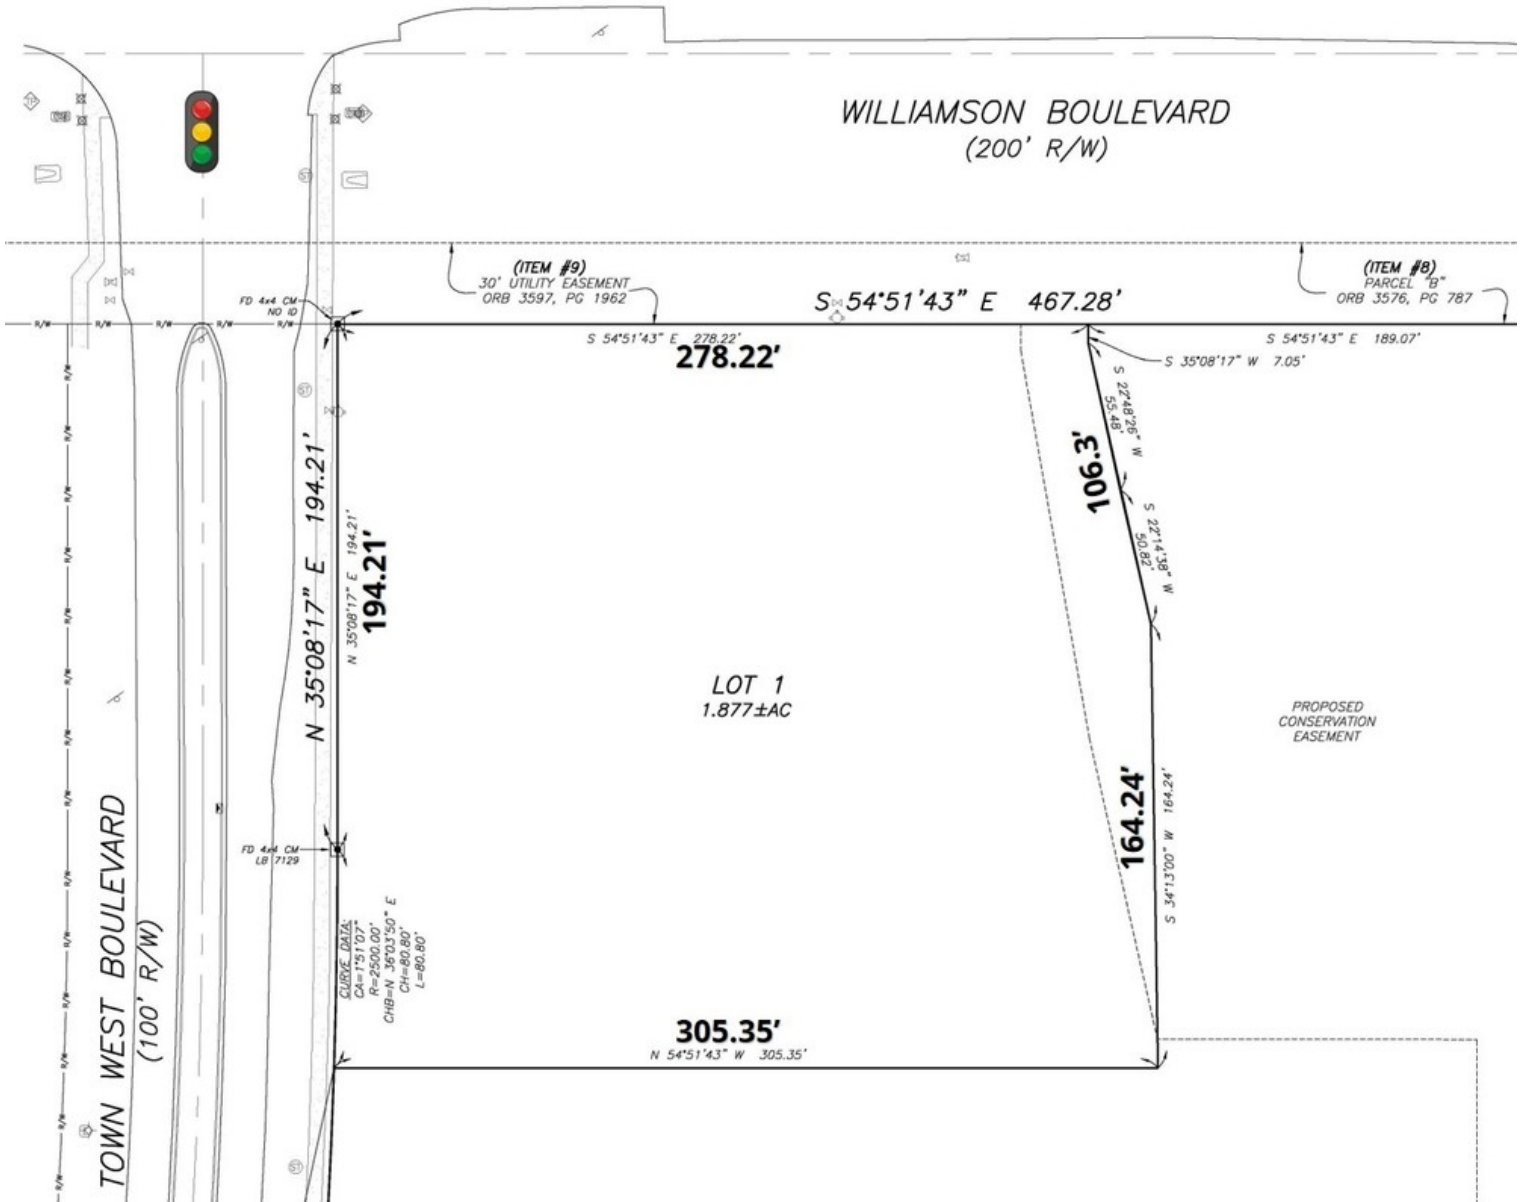 WILLIAMSON BOULEVARD
(200' R/W)
(ITEM #9)
30' UTILITY EASEMENT
ORB 3597, PG 1962
(ITEM #8)
PARCEL "B"
ORB 3576, PG 787
FD 4x4 CM
NO ID
S 54°51'43" E 467.28'
R/W R/W R/W R/W
S 54°51'43" E 278.22'
278.22'
S 54°51'43" E 189.07'
S 35°08'17" W 7.05'
S 22°48'26" W
55.48'
106.3'
S 22°14'38" W
50.82'
N 35°08'17" E 194.21'
N 35°08'17" E 194.21'
194.21'
ST
ST
LOT 1
1.877±AC
PROPOSED
CONSERVATION
EASEMENT
164.24'
S 34°13'00" W 164.24'
FD 4x4 CM
LB 7129
CURVE DATA:
CA=1°51'07"
R=2500.00'
CHB=N 36°03'50" E
CH=80.80'
L=80.80'
TOWN WEST BOULEVARD
(100' R/W)
305.35'
N 54°51'43" W 305.35'
ST
R/W
R/W
R/W
R/W
R/W
R/W
R/W
R/W
R/W
R/W
R/W
R/W
R/W
R/W